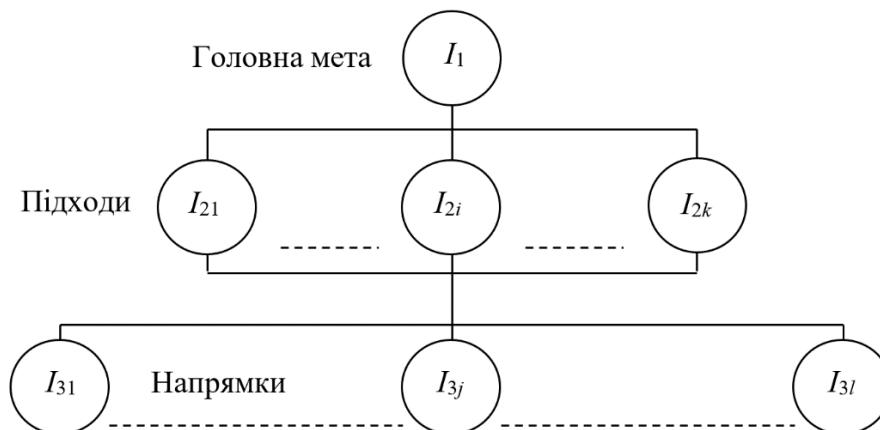 Головна мета I₁
Підходи I₂₁ I₂ᵢ I₂ₖ
I₃₁ Напрямки I₃ⱼ I₃ₗ